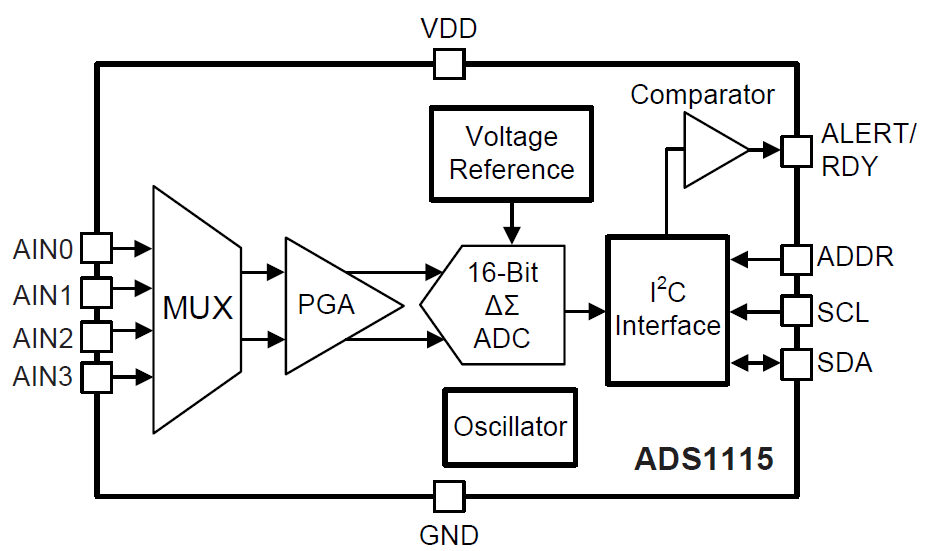 VDD
Comparator
Voltage
Reference
ALERT/
RDY
AIN0
AIN1
AIN2
AIN3
MUX
PGA
16-Bit
ΔΣ
ADC
I²C
Interface
ADDR
SCL
SDA
Oscillator
ADS1115
GND